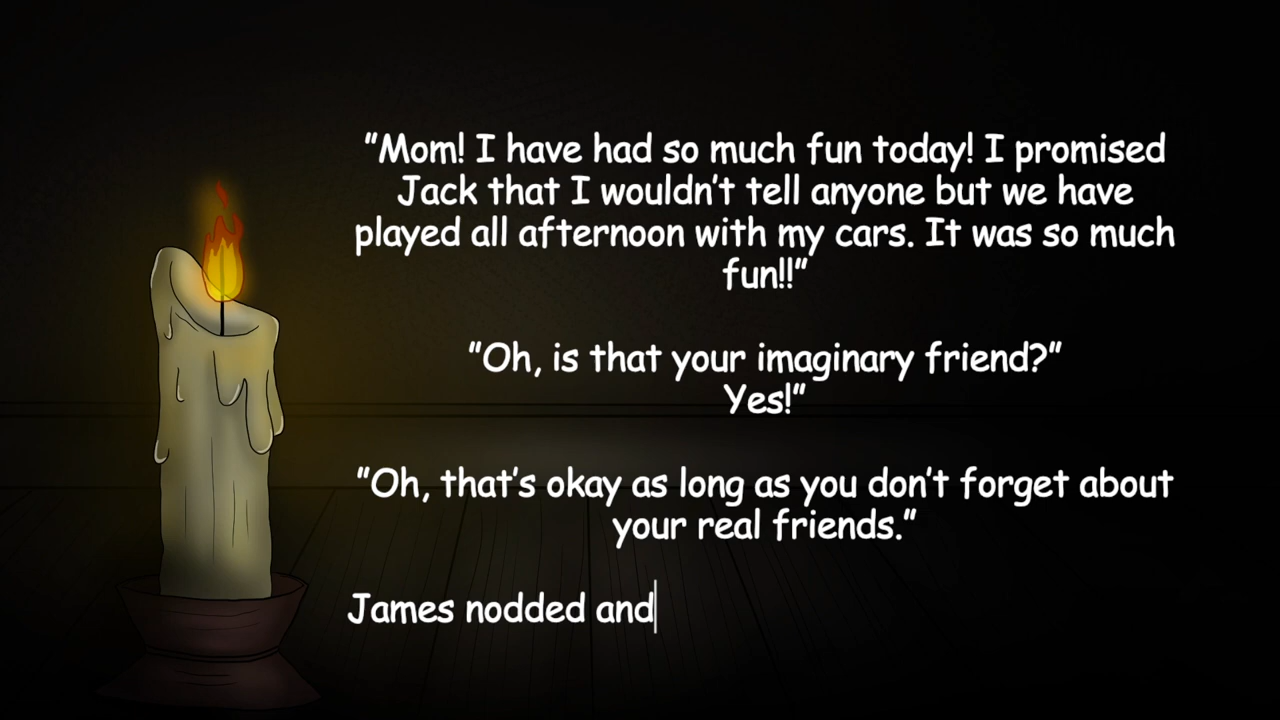 "Mom! I have had so much fun today! I promised
Jack that I wouldn't tell anyone but we have
played all afternoon with my cars. It was so much
fun!!"
"Oh, is that your imaginary friend?"
Yes!"
"Oh, that's okay as long as you don't forget about
your real friends."
James nodded and